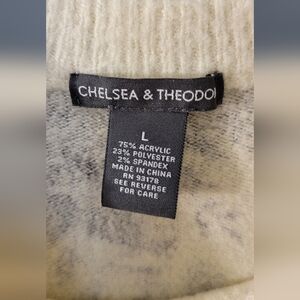 CHELSEA & THEODO
L
75% ACRYLIC
23% POLYESTER
2% SPANDEX
MADE IN CHINA
RN 93178
SEE REVERSE
FOR CARE